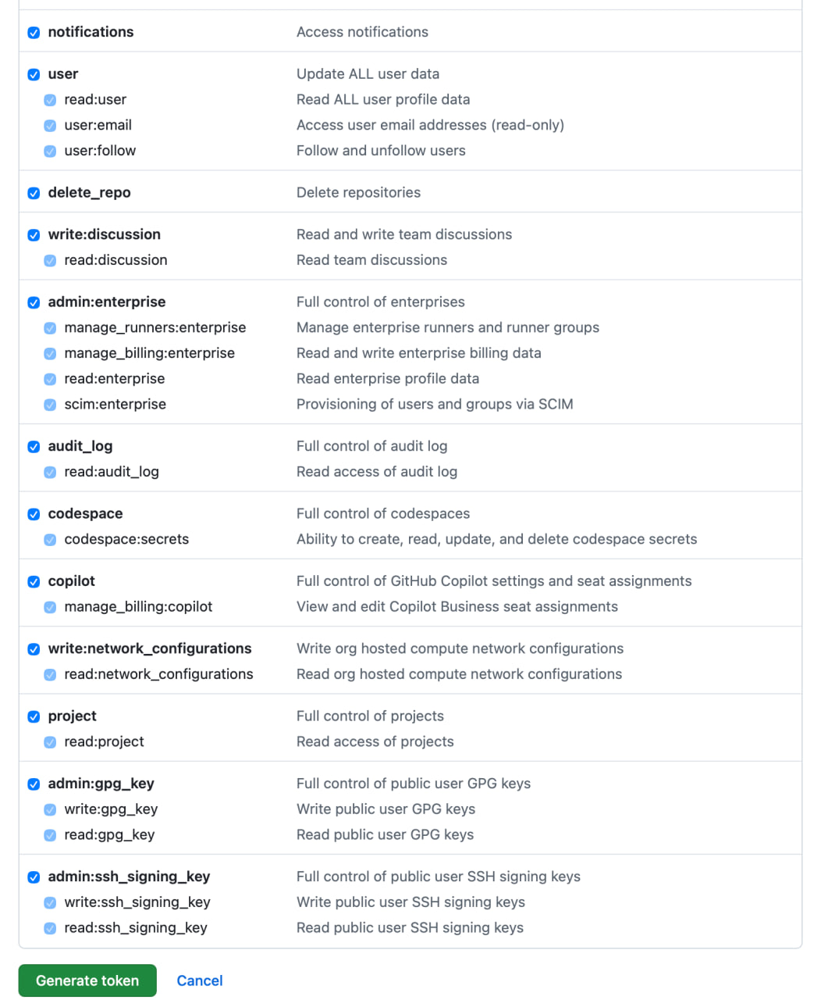 notifications Access notifications
user Update ALL user data
read:user Read ALL user profile data
user:email Access user email addresses (read-only)
user:follow Follow and unfollow users
delete_repo Delete repositories
write:discussion Read and write team discussions
read:discussion Read team discussions
admin:enterprise Full control of enterprises
manage_runners:enterprise Manage enterprise runners and runner groups
manage_billing:enterprise Read and write enterprise billing data
read:enterprise Read enterprise profile data
scim:enterprise Provisioning of users and groups via SCIM
audit_log Full control of audit log
read:audit_log Read access of audit log
codespace Full control of codespaces
codespace:secrets Ability to create, read, update, and delete codespace secrets
copilot Full control of GitHub Copilot settings and seat assignments
manage_billing:copilot View and edit Copilot Business seat assignments
write:network_configurations Write org hosted compute network configurations
read:network_configurations Read org hosted compute network configurations
project Full control of projects
read:project Read access of projects
admin:gpg_key Full control of public user GPG keys
write:gpg_key Write public user GPG keys
read:gpg_key Read public user GPG keys
admin:ssh_signing_key Full control of public user SSH signing keys
write:ssh_signing_key Write public user SSH signing keys
read:ssh_signing_key Read public user SSH signing keys
Generate token Cancel